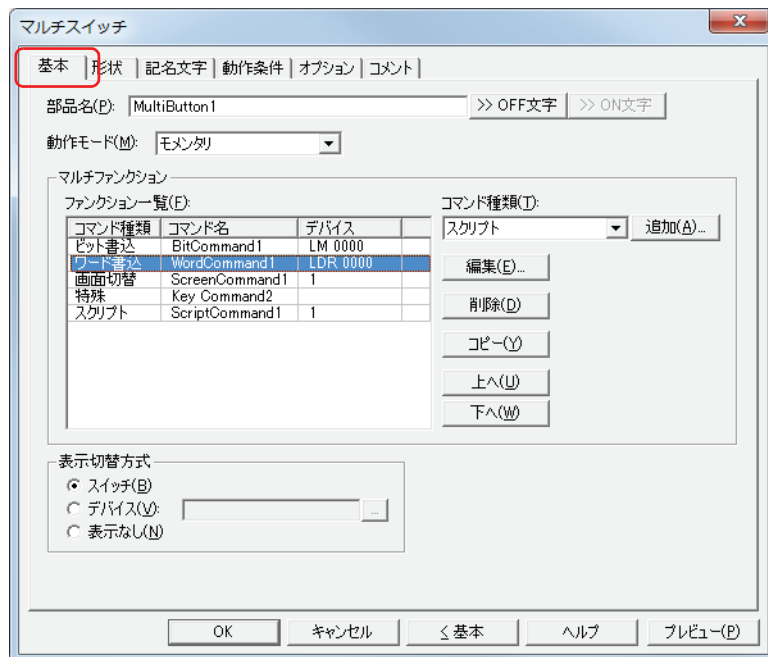 マルチスイッチ
基本 形状 記名文字 動作条件 オプション コメント
部品名(P): MultiButton1 >> OFF文字 >> ON文字
動作モード(M): モメンタリ
マルチファンクション
ファンクション一覧(F): コマンド種類(T):
コマンド種類 コマンド名 デバイス スクリプト 追加(A)...
ビット書込 BitCommand1 LM 0000
ワード書込 WordCommand1 LDR 0000 編集(E)...
画面切替 ScreenCommand1 1
特殊 Key Command2 削除(D)
スクリプト ScriptCommand1 1
コピー(Y)
上へ(U)
下へ(W)
表示切替方式
スイッチ(B)
デバイス(V): ...
表示なし(N)
OK キャンセル < 基本 ヘルプ プレビュー(P)